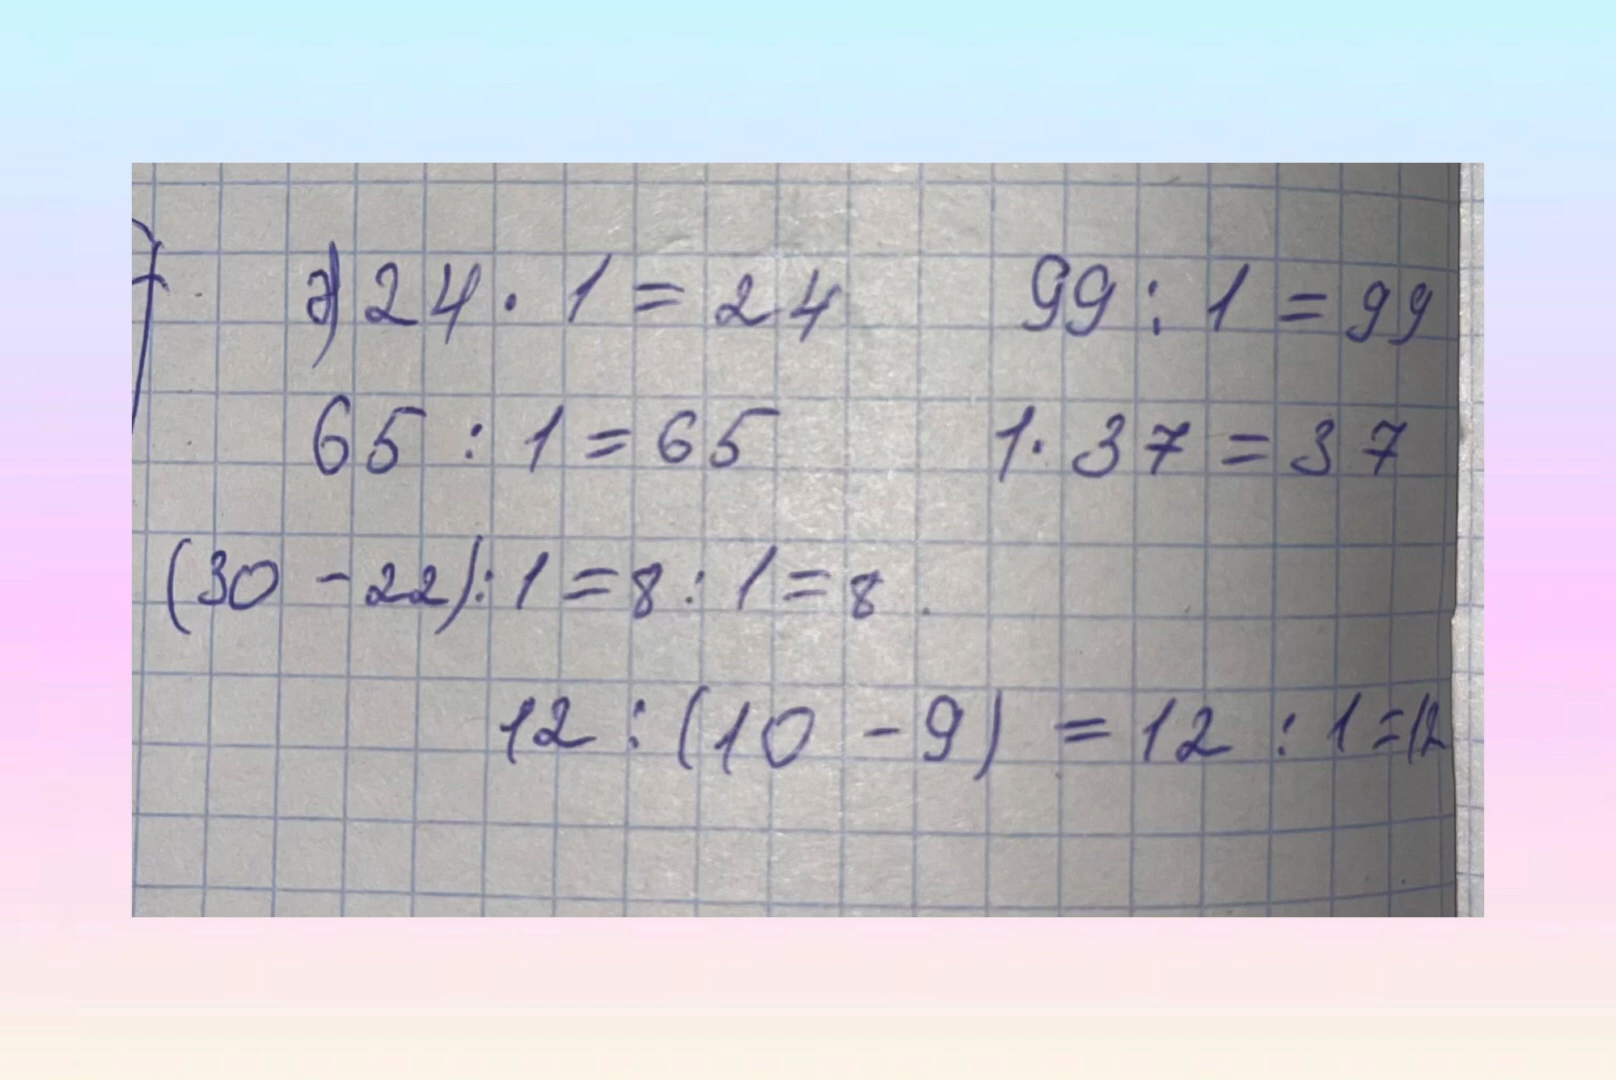 а) 24 · 1 = 24 99 : 1 = 99
65 : 1 = 65 1 · 37 = 37
(30 - 22) : 1 = 8 : 1 = 8.
12 : (10 - 9) = 12 : 1 = 12